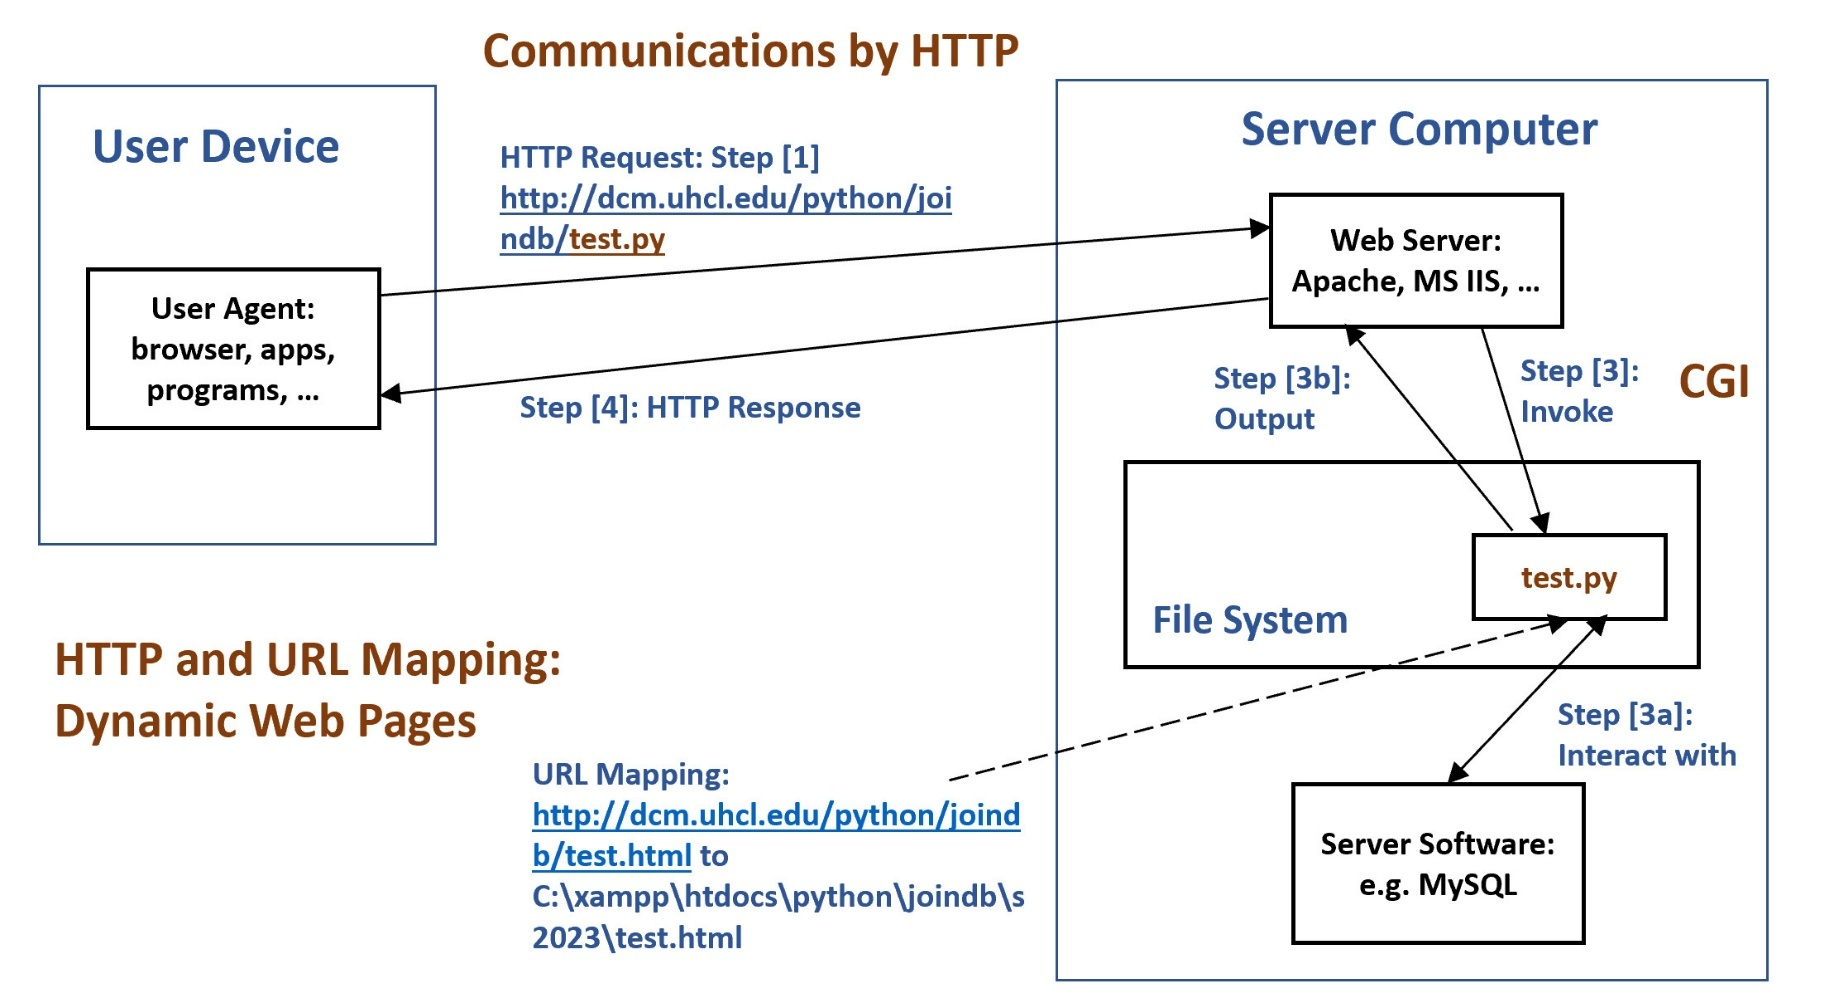 Communications by HTTP
User Device
HTTP Request: Step [1]
http://dcm.uhcl.edu/python/joi
ndb/test.py
User Agent:
browser, apps,
programs, ...
Step [4]: HTTP Response
Server Computer
Web Server:
Apache, MS IIS, ...
Step [3b]:
Output
Step [3]:
Invoke
CGI
test.py
File System
HTTP and URL Mapping:
Dynamic Web Pages
URL Mapping:
http://dcm.uhcl.edu/python/joind
b/test.html to
C:\xampp\htdocs\python\joindb\s
2023\test.html
Step [3a]:
Interact with
Server Software:
e.g. MySQL